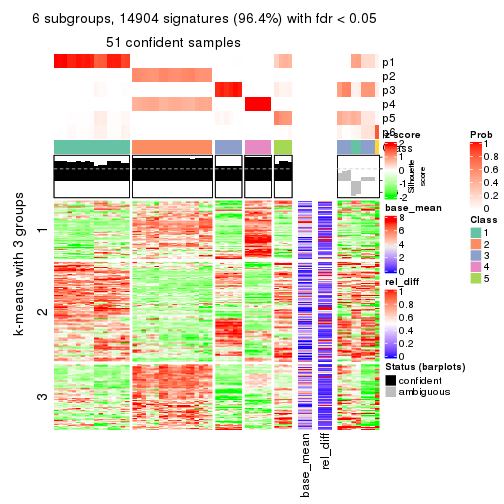 6 subgroups, 14904 signatures (96.4%) with fdr < 0.05
51 confident samples
p1
p2
p3
p4
p5
p6
Class
Silhouette
score
k-means with 3 groups
1
2
3
base_mean
rel_diff
z-score
2
1
0
-1
-2
base_mean
8
6
4
2
0
rel_diff
1
0.8
0.6
0.4
0.2
0
Status (barplots)
confident
ambiguous
Prob
1
0.8
0.6
0.4
0.2
0
Class
1
2
3
4
5